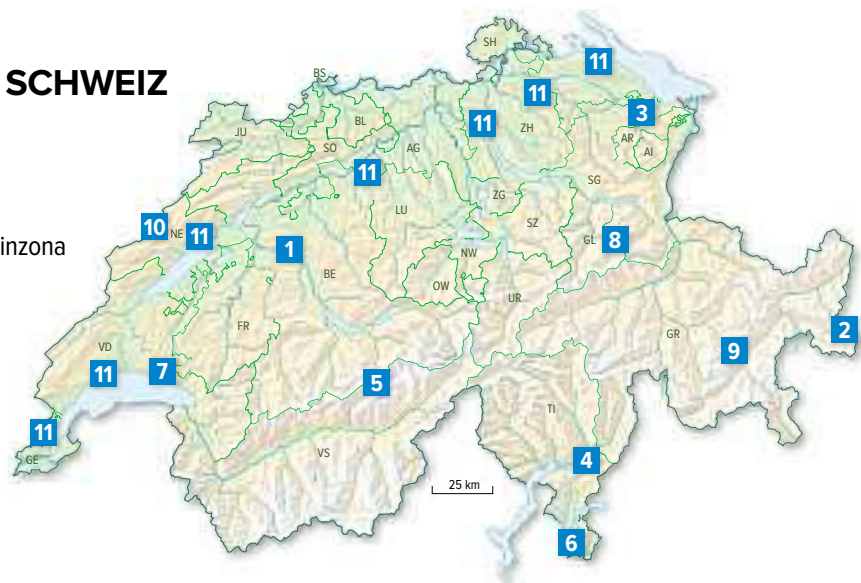 SCHWEIZ
inzona
SH
BS
11
11
JU
BL
11
3
ZH
AR
AI
SO
AG
11
ZG
SG
LU
SZ
10
NE
11
1
GL
8
NW
BE
OW
UR
FR
GR
2
VD
9
11
7
5
TI
11
GE
VS
4
25 km
6